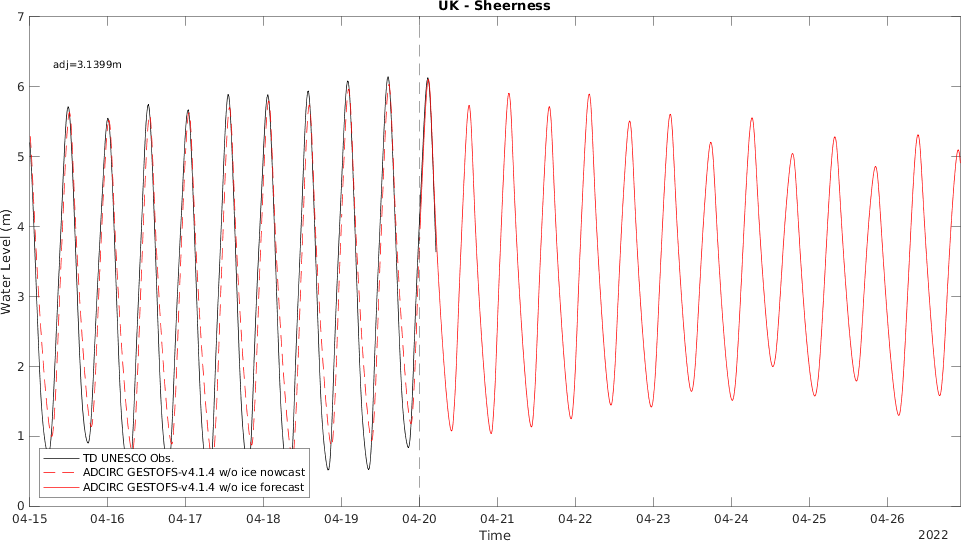 UK - Sheerness
adj=3.1399m
Water Level (m)
7
6
5
4
3
2
1
0
TD UNESCO Obs.
ADCIRC GESTOFS-v4.1.4 w/o ice nowcast
ADCIRC GESTOFS-v4.1.4 w/o ice forecast
04-15 04-16 04-17 04-18 04-19 04-20 04-21 04-22 04-23 04-24 04-25 04-26
Time
2022